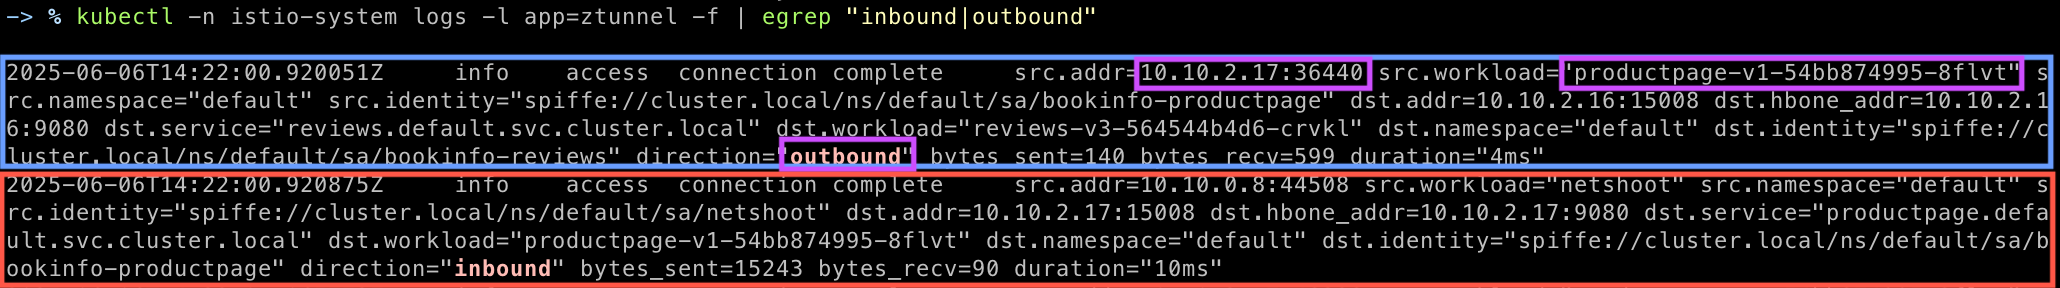 -> % kubectl -n istio-system logs -l app=ztunnel -f | egrep "inbound|outbound"
2025-06-06T14:22:00.920051Z     info    access  connection complete     src.addr=10.10.2.17:36440 src.workload="productpage-v1-54bb874995-8flvt" s
rc.namespace="default" src.identity="spiffe://cluster.local/ns/default/sa/bookinfo-productpage" dst.addr=10.10.2.16:15008 dst.hbone_addr=10.10.2.1
6:9080 dst.service="reviews.default.svc.cluster.local" dst.workload="reviews-v3-564544b4d6-crvkl" dst.namespace="default" dst.identity="spiffe://c
luster.local/ns/default/sa/bookinfo-reviews" direction="outbound" bytes_sent=140 bytes_recv=599 duration="4ms"
2025-06-06T14:22:00.920875Z     info    access  connection complete     src.addr=10.10.0.8:44508 src.workload="netshoot" src.namespace="default" s
rc.identity="spiffe://cluster.local/ns/default/sa/netshoot" dst.addr=10.10.2.17:15008 dst.hbone_addr=10.10.2.17:9080 dst.service="productpage.defa
ult.svc.cluster.local" dst.workload="productpage-v1-54bb874995-8flvt" dst.namespace="default" dst.identity="spiffe://cluster.local/ns/default/sa/b
ookinfo-productpage" direction="inbound" bytes_sent=15243 bytes_recv=90 duration="10ms"